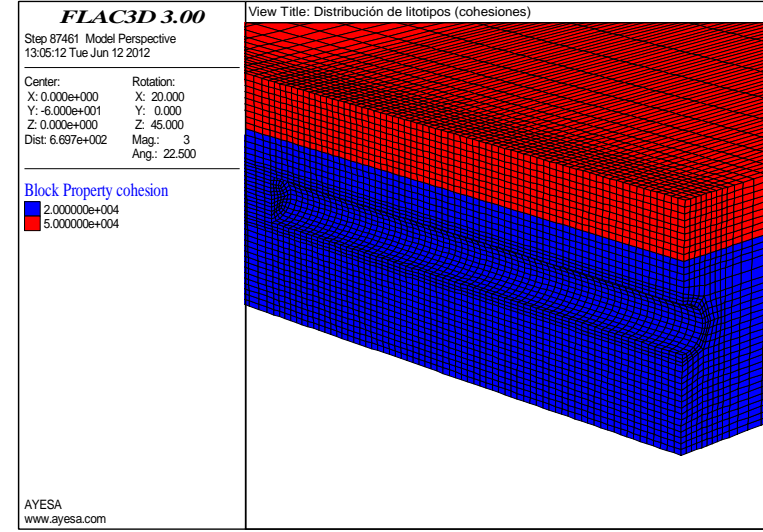 FLAC3D 3.00
Step 87461 Model Perspective
13:05:12 Tue Jun 12 2012
Center:
X: 0.000e+000
Y: -6.000e+001
Z: 0.000e+000
Dist: 6.697e+002
Rotation:
X: 20.000
Y: 0.000
Z: 45.000
Mag.: 3
Ang.: 22.500
Block Property cohesion
2.000000e+004
5.000000e+004
AYESA
www.ayesa.com
View Title: Distribución de litotipos (cohesiones)